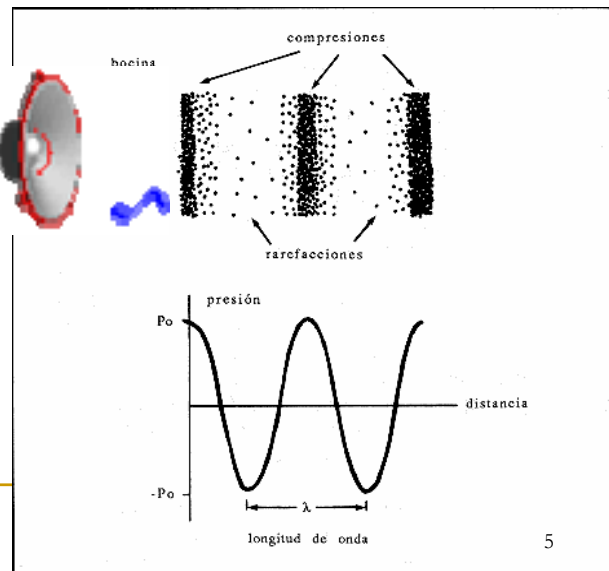 compresiones
bocina
rarefacciones
presión
Po
distancia
-Po
λ
longitud de onda
5